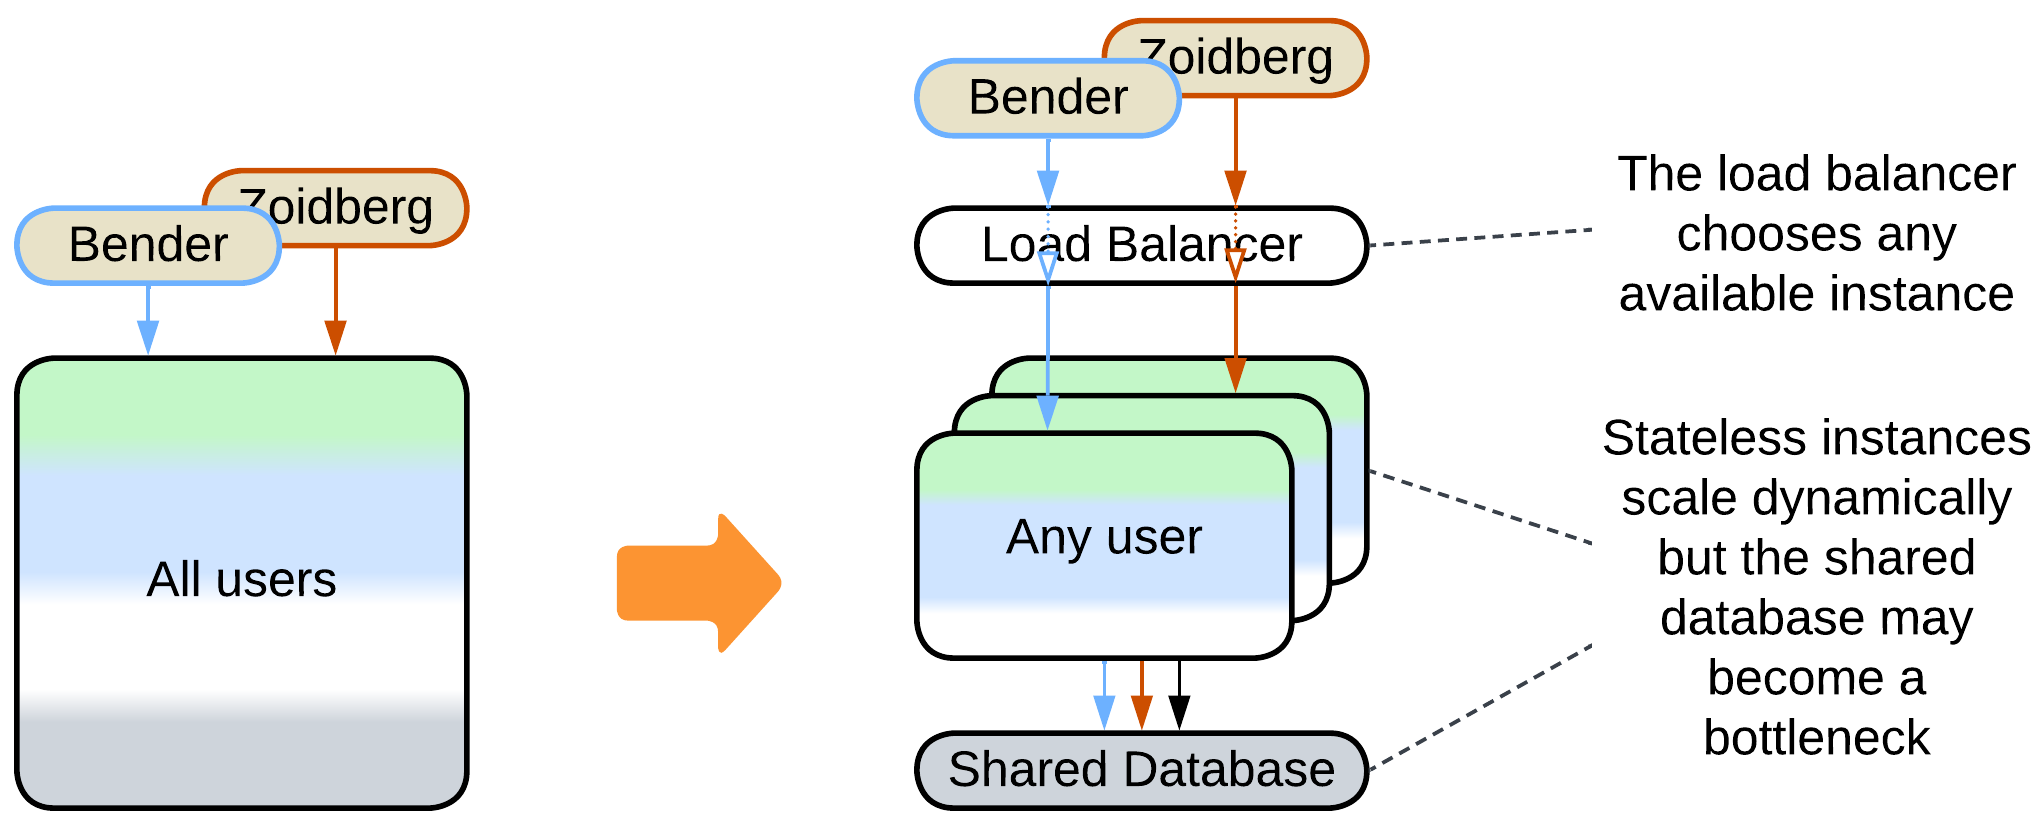 Zoidberg
Bender
All users
Zoidberg
Bender
Load Balancer
Any user
Shared Database
The load balancer
chooses any
available instance
Stateless instances
scale dynamically
but the shared
database may
become a
bottleneck